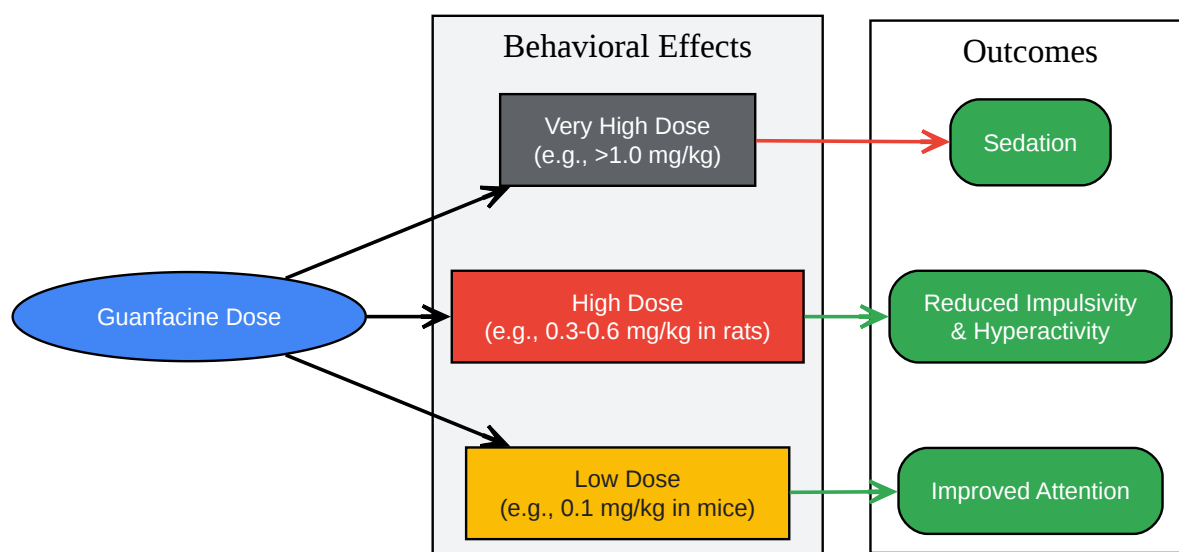 Behavioral Effects
Outcomes
Very High Dose
(e.g., >1.0 mg/kg)
Sedation
Guanfacine Dose
High Dose
(e.g., 0.3-0.6 mg/kg in rats)
Reduced Impulsivity
& Hyperactivity
Low Dose
(e.g., 0.1 mg/kg in mice)
Improved Attention